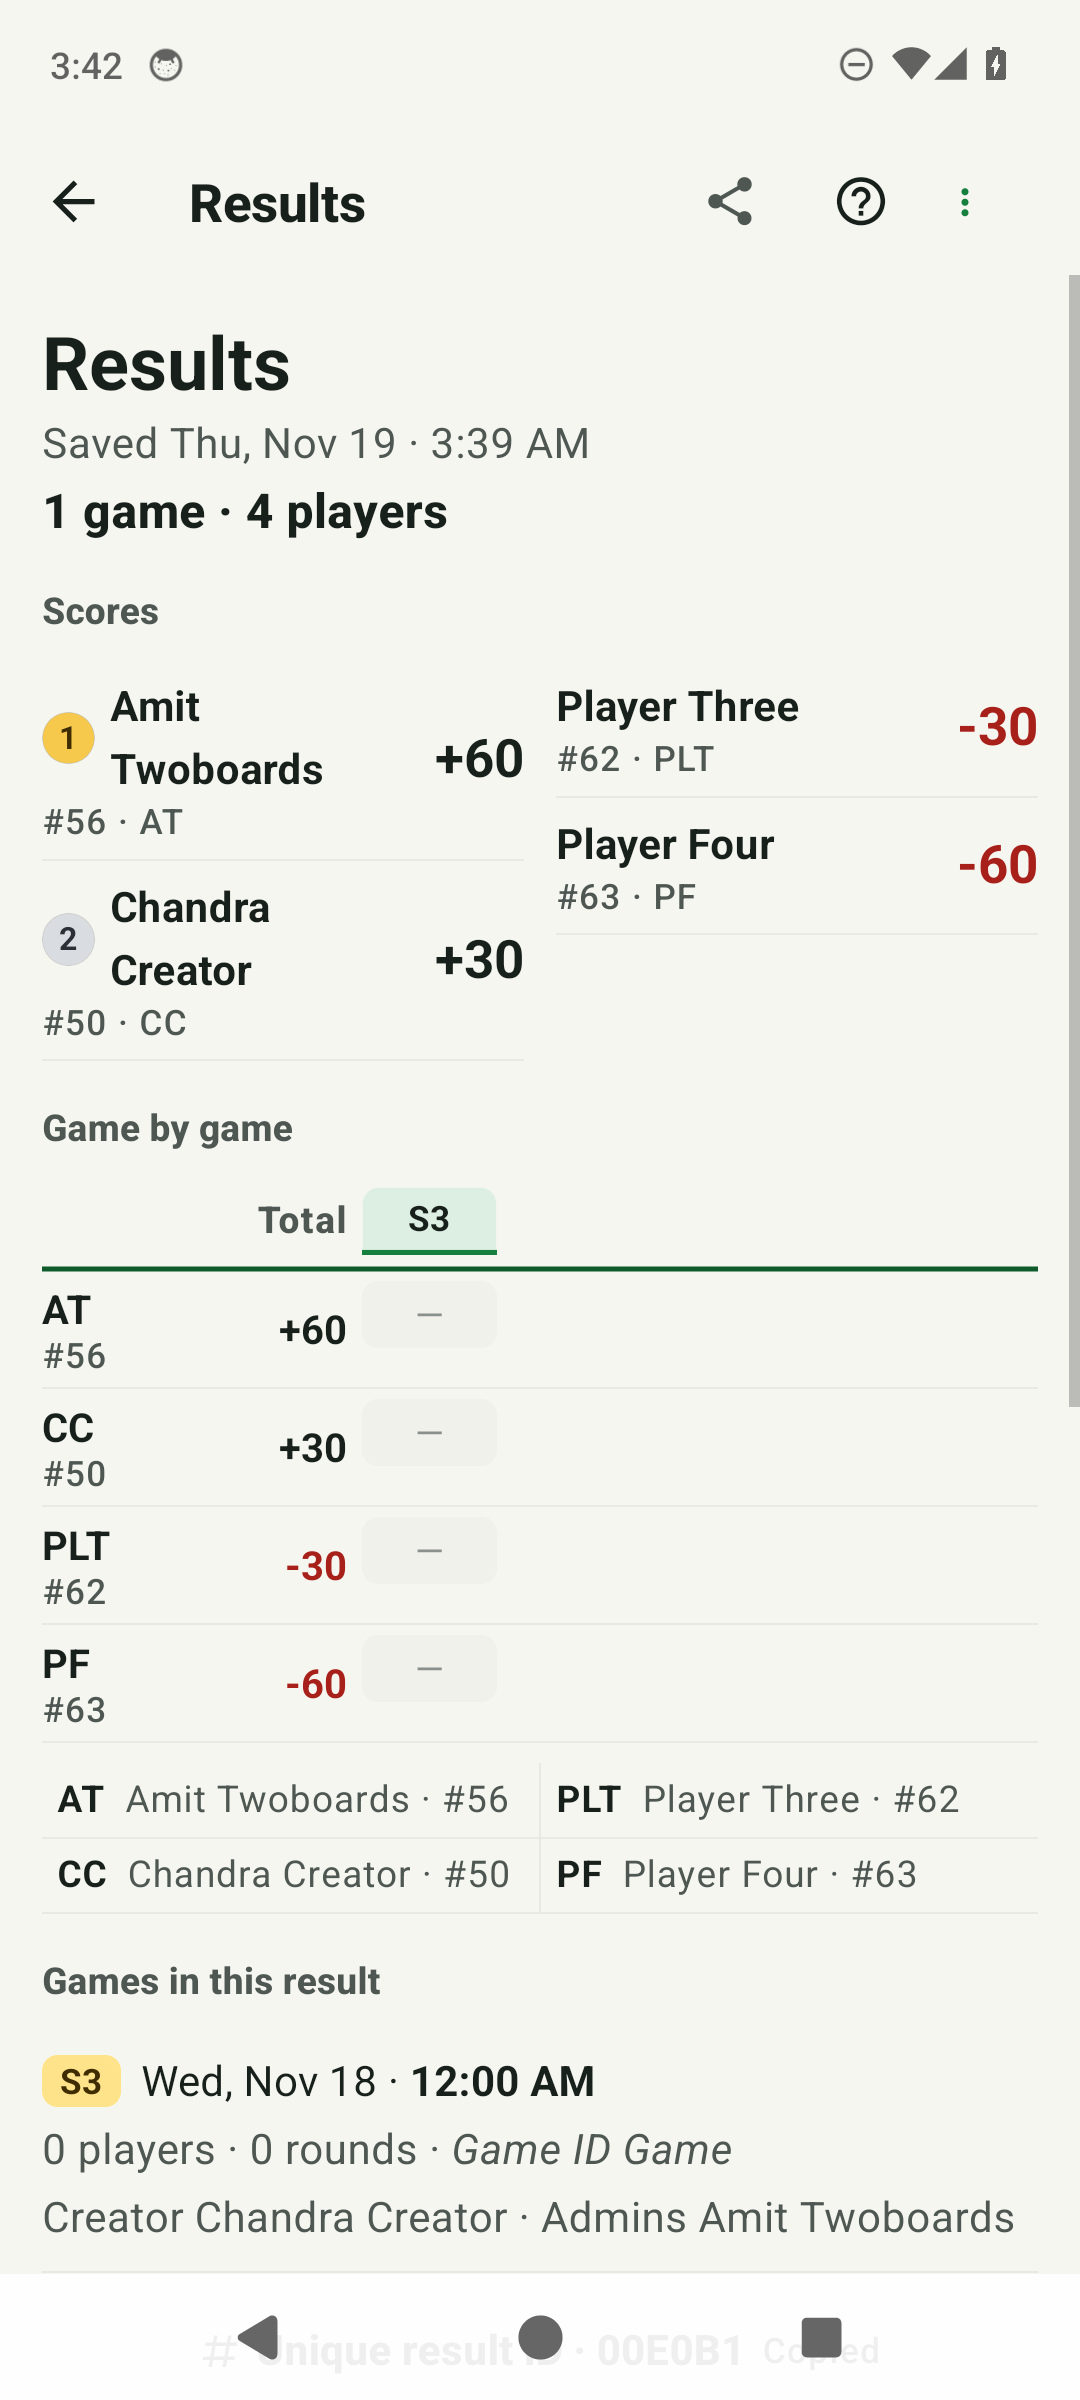 3:42
Results
Results
Saved Thu, Nov 19 · 3:39 AM
1 game · 4 players
Scores
1 Amit Twoboards +60
#56 · AT
2 Chandra Creator +30
#50 · CC
Player Three -30
#62 · PLT
Player Four -60
#63 · PF
Game by game
Total S3
AT +60 –
#56
CC +30 –
#50
PLT -30 –
#62
PF -60 –
#63
AT Amit Twoboards · #56
PLT Player Three · #62
CC Chandra Creator · #50
PF Player Four · #63
Games in this result
S3 Wed, Nov 18 · 12:00 AM
0 players · 0 rounds · Game ID Game
Creator Chandra Creator · Admins Amit Twoboards
# Unique result ID · 00E0B1 Copied